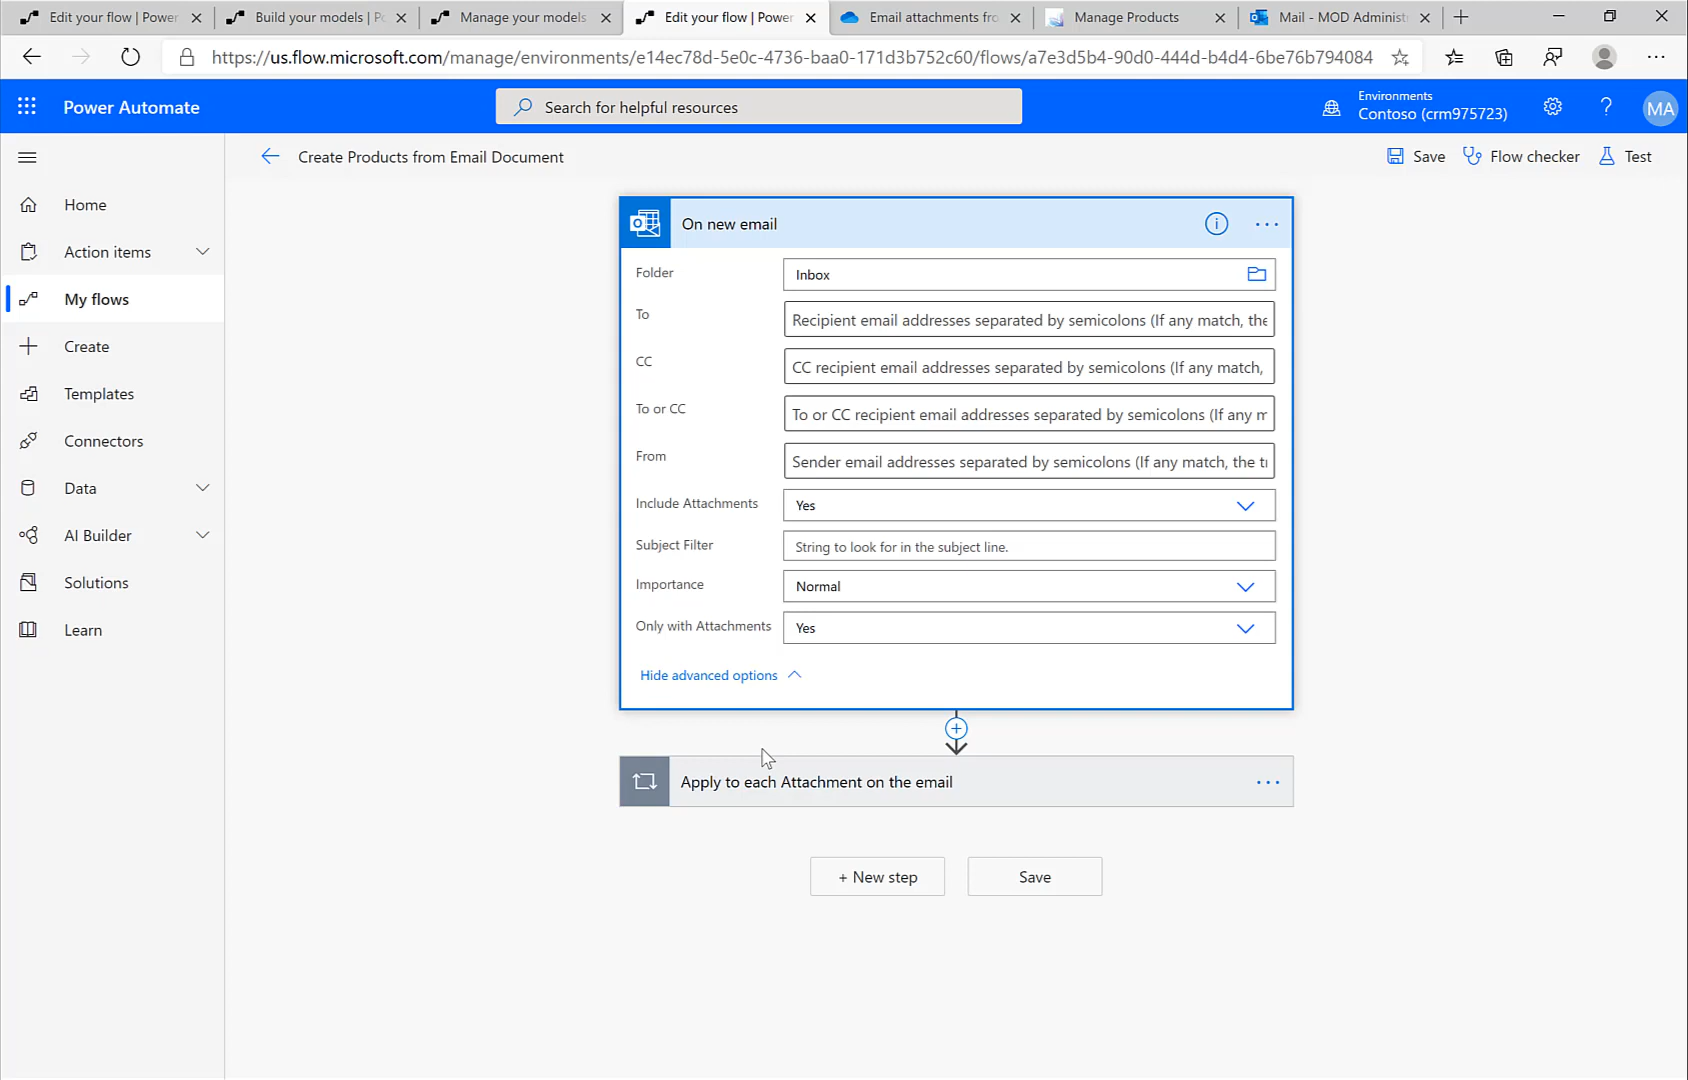 Edit your flow | Power
Build your models | Po
Manage your models
Edit your flow | Power
Email attachments fro
Manage Products
Mail - MOD Administ
https://us.flow.microsoft.com/manage/environments/e14ec78d-5e0c-4736-baa0-171d3b752c60/flows/a7e3d5b4-90d0-444d-b4d4-6be76b794084
Power Automate
Search for helpful resources
Environments
Contoso (crm975723)
MA
Create Products from Email Document
Save
Flow checker
Test
Home
Action items
My flows
Create
Templates
Connectors
Data
AI Builder
Solutions
Learn
On new email
Folder
Inbox
To
Recipient email addresses separated by semicolons (If any match, the
CC
CC recipient email addresses separated by semicolons (If any match,
To or CC
To or CC recipient email addresses separated by semicolons (If any m
From
Sender email addresses separated by semicolons (If any match, the tr
Include Attachments
Yes
Subject Filter
String to look for in the subject line.
Importance
Normal
Only with Attachments
Yes
Hide advanced options
Apply to each Attachment on the email
+ New step
Save